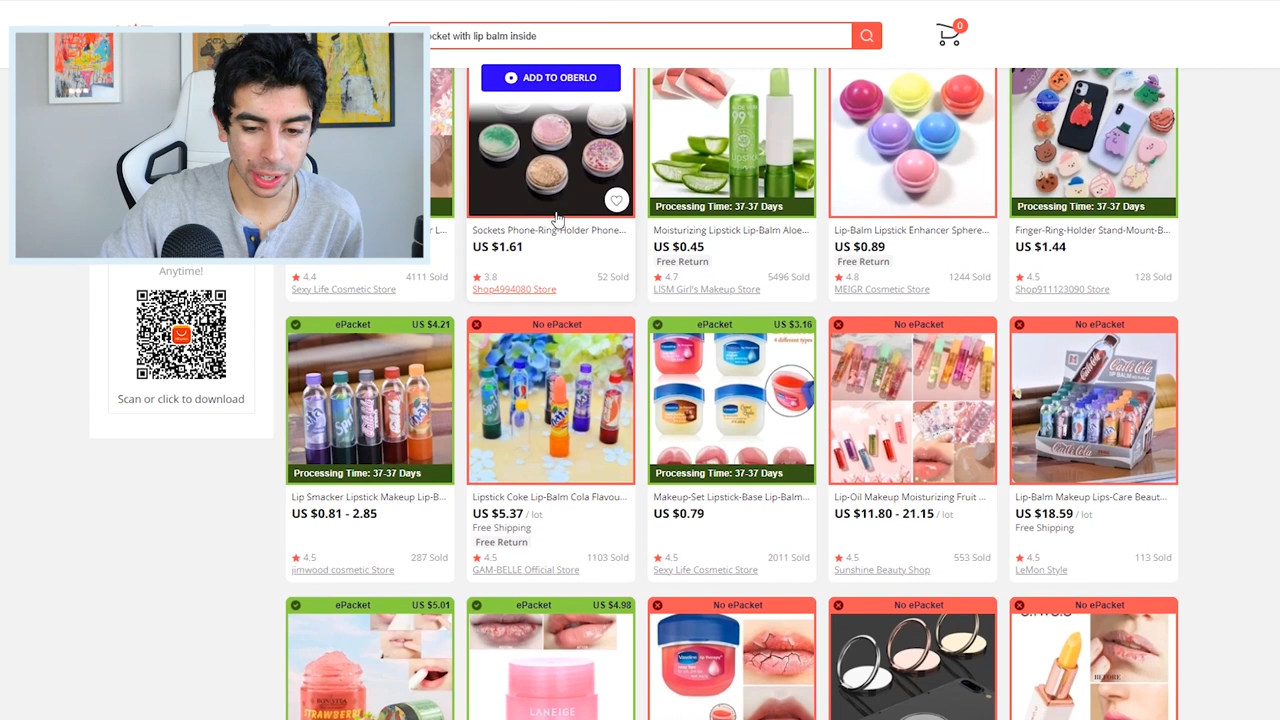 ocket with lip balm inside
0
ADD TO OBERLO
99%
Processing Time: 37-37 Days
Processing Time: 37-37 Days
L...
Sockets Phone-Ring-Holder Phone...
Moisturizing Lipstick Lip-Balm Aloe...
Lip-Balm Lipstick Enhancer Sphere...
Finger-Ring-Holder Stand-Mount-B...
US $1.61
US $0.45
US $0.89
US $1.44
Free Return
Free Return
4.4
4111 Sold
3.8
52 Sold
4.7
5496 Sold
4.8
1244 Sold
4.5
128 Sold
Sexy Life Cosmetic Store
Shop4994080 Store
LISM Girl's Makeup Store
MEIGR Cosmetic Store
Shop911123090 Store
Anytime!
Scan or click to download
ePacket
US $4.21
No ePacket
ePacket
US $3.16
No ePacket
No ePacket
4 different types
Vaseline
Processing Time: 37-37 Days
Processing Time: 37-37 Days
Lip Smacker Lipstick Makeup Lip-B...
Lipstick Coke Lip-Balm Cola Flavou...
Makeup-Set Lipstick-Base Lip-Balm...
Lip-Oil Makeup Moisturizing Fruit ...
Lip-Balm Makeup Lips-Care Beaut...
US $0.81 - 2.85
US $5.37 / lot
US $0.79
US $11.80 - 21.15 / lot
US $18.59 / lot
Free Shipping
Free Shipping
Free Return
4.5
287 Sold
4.5
1103 Sold
4.5
2011 Sold
4.5
553 Sold
4.5
113 Sold
jimwood cosmetic Store
GAM-BELLE Official Store
Sexy Life Cosmetic Store
Sunshine Beauty Shop
LeMon Style
ePacket
US $5.01
ePacket
US $4.98
No ePacket
No ePacket
No ePacket
Vaseline
STRAWBERRY
LANEIGE
BEFORE